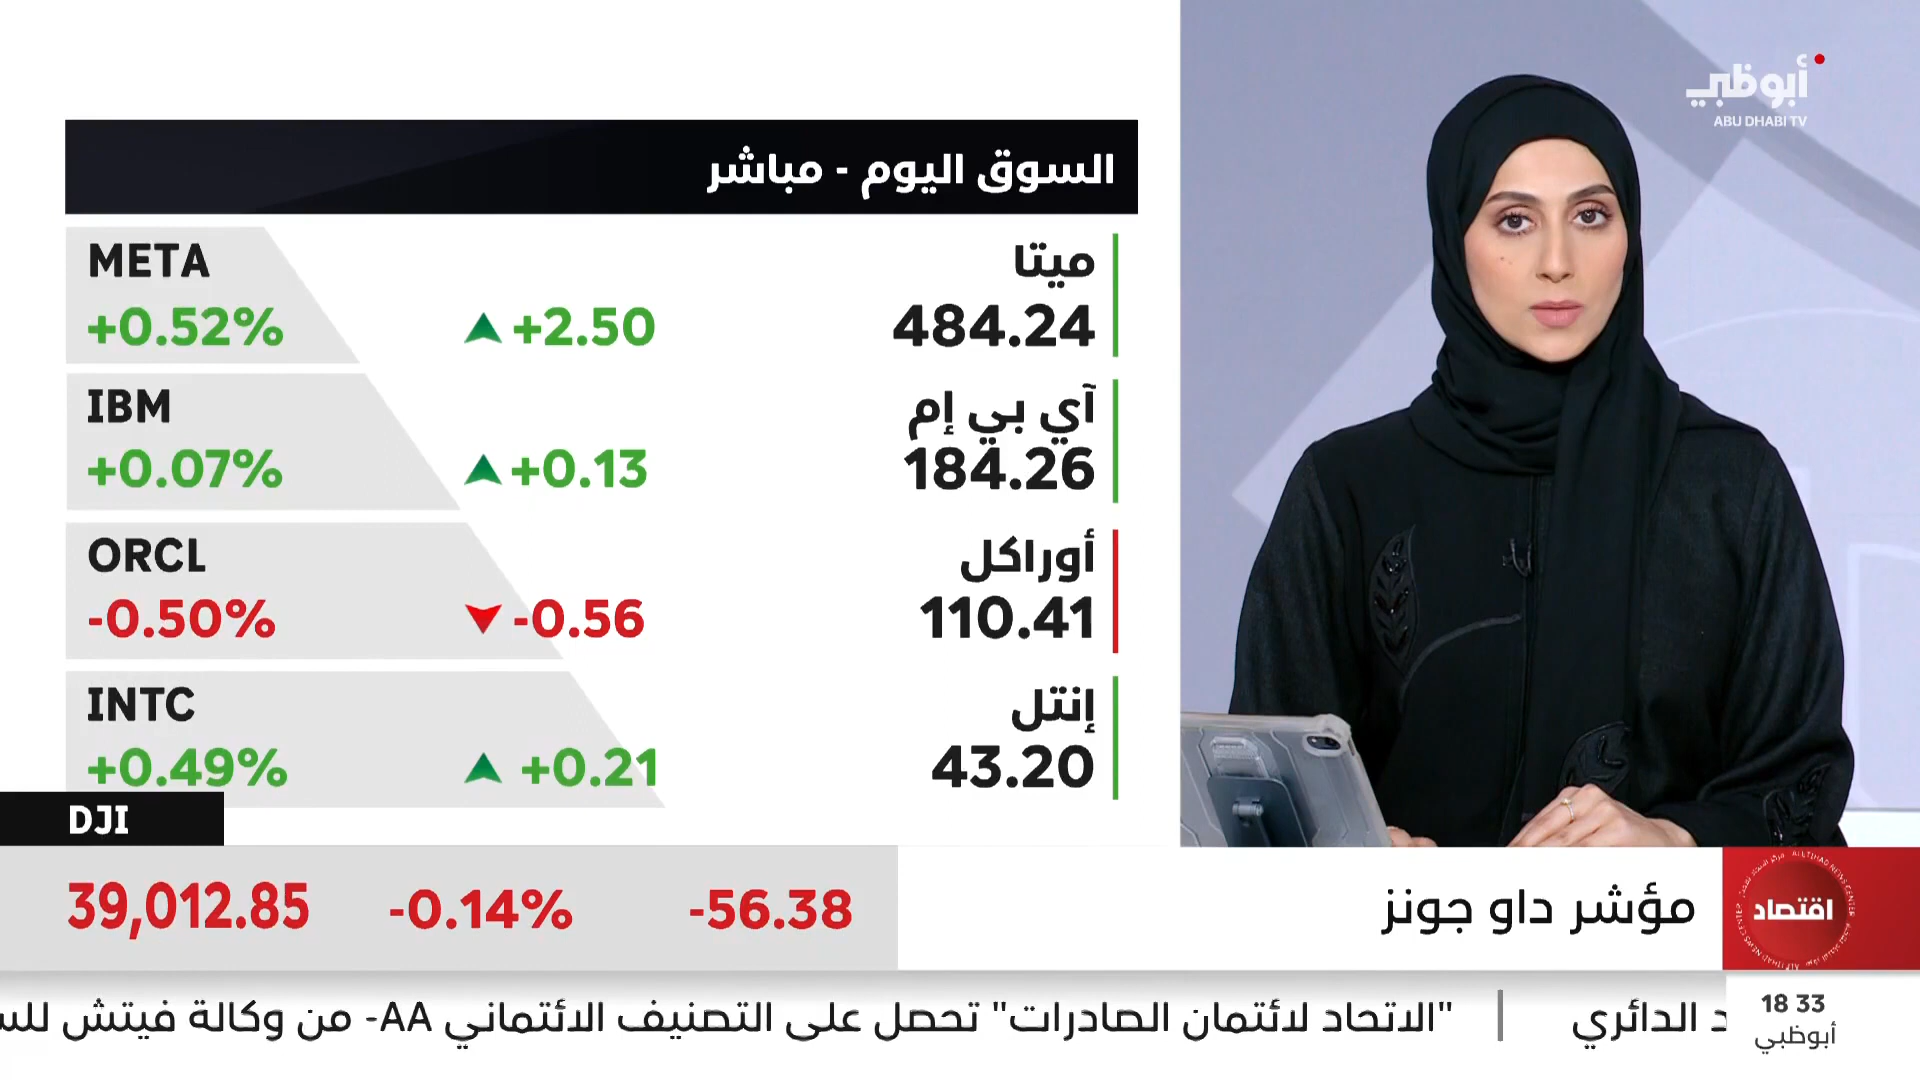 أبوظبي
ABU DHABI TV
السوق اليوم - مباشر
ميتا
META
484.24
+2.50
+0.52%
آي بي إم
IBM
184.26
+0.13
+0.07%
أوراكل
ORCL
110.41
-0.56
-0.50%
إنتل
INTC
43.20
+0.21
+0.49%
DJI
اقتصاد
مؤشر داو جونز
-56.38
-0.14%
39,012.85
18 33
أبوظبي
د الدائري | "الاتحاد لائتمان الصادرات" تحصل على التصنيف الائتماني AA- من وكالة فيتش للس